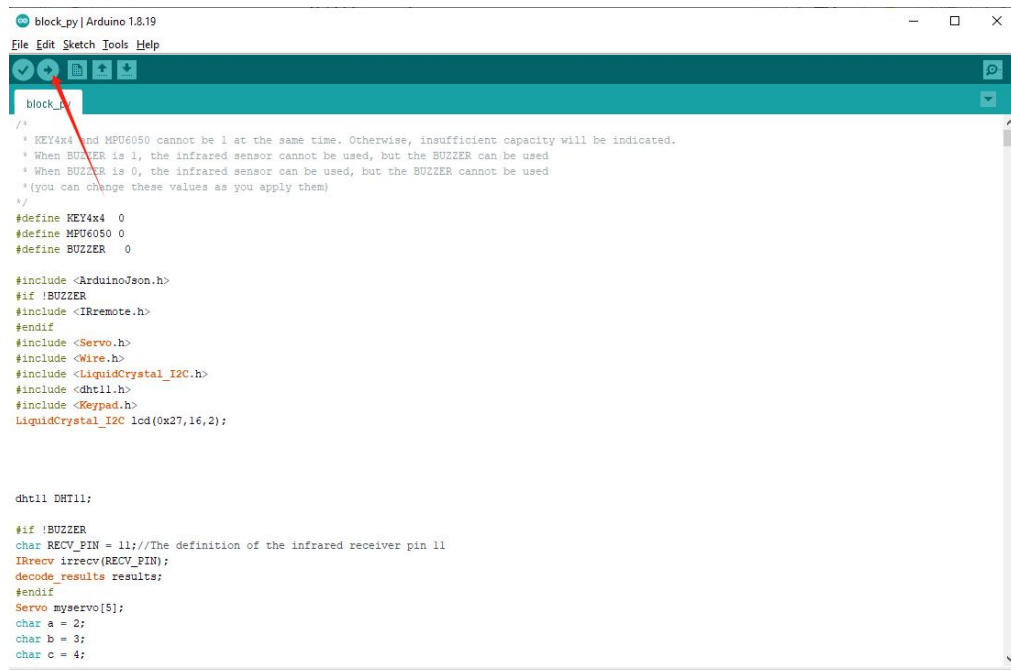 block_py | Arduino 1.8.19
File Edit Sketch Tools Help
block_py
/*
* KEY4x4 and MPU6050 cannot be 1 at the same time. Otherwise, insufficient capacity will be indicated.
* When BUZZER is 1, the infrared sensor cannot be used, but the BUZZER can be used
* When BUZZER is 0, the infrared sensor can be used, but the BUZZER cannot be used
*(you can change these values as you apply them)
*/
#define KEY4x4  0
#define MPU6050 0
#define BUZZER   0
#include <ArduinoJson.h>
#if !BUZZER
#include <IRremote.h>
#endif
#include <Servo.h>
#include <Wire.h>
#include <LiquidCrystal_I2C.h>
#include <dht11.h>
#include <Keypad.h>
LiquidCrystal_I2C lcd(0x27,16,2);
dht11 DHT11;
#if !BUZZER
char RECV_PIN = 11;//The definition of the infrared receiver pin 11
IRrecv irrecv(RECV_PIN);
decode_results results;
#endif
Servo myservo[5];
char a = 2;
char b = 3;
char c = 4;